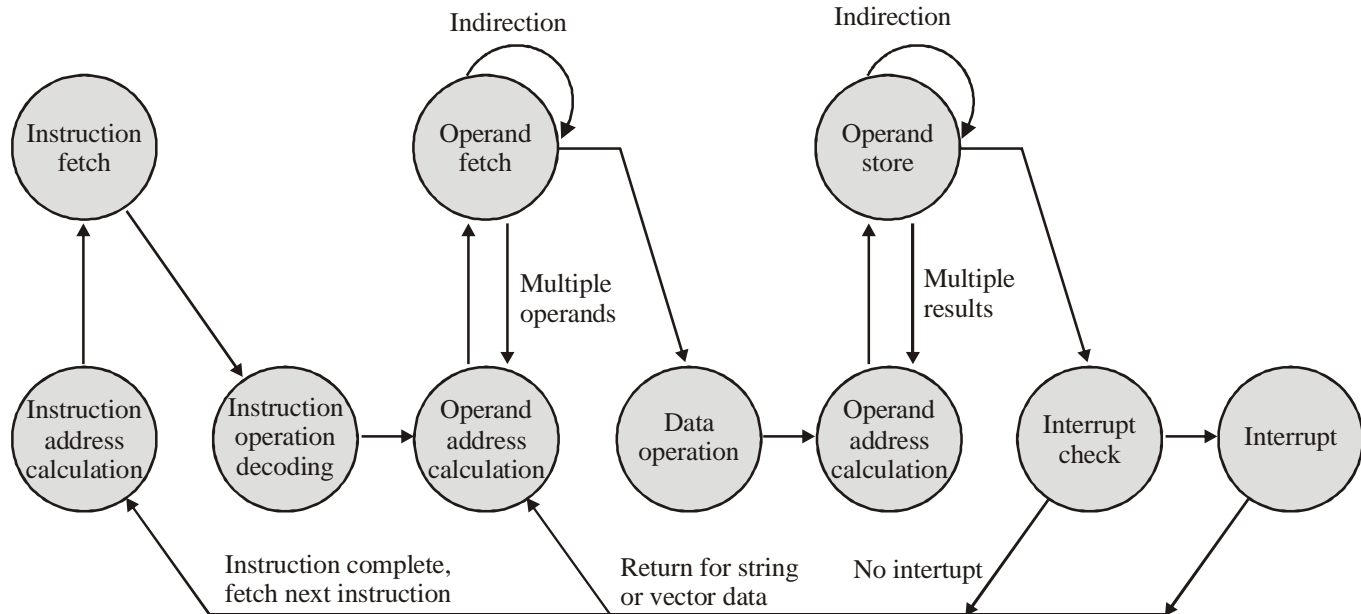 Indirection
Indirection
Instruction
fetch
Operand
fetch
Operand
store
Multiple
operands
Multiple
results
Instruction
address
calculation
Instruction
operation
decoding
Operand
address
calculation
Data
operation
Operand
address
calculation
Interrupt
check
Interrupt
Instruction complete,
fetch next instruction
Return for string
or vector data
No intertupt